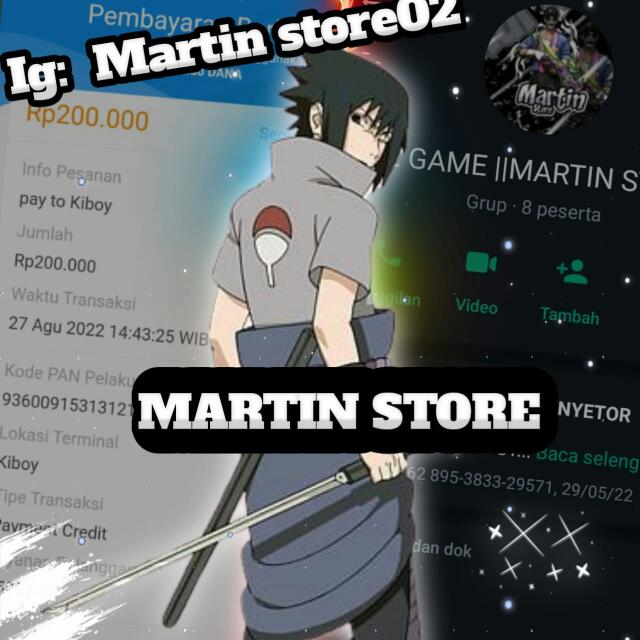 Pembayaran
Ig: Martin store02
DANA
Rp200.000
Info Pesanan
pay to Kiboy
Jumlah
Rp200.000
Waktu Transaksi
27 Agu 2022 14:43:25 WIB
Kode PAN Pelaku
93600915313121
Lokasi Terminal
Kiboy
Tipe Transaksi
Payment Credit
Martin
GAME ||MARTIN S
Grup · 8 peserta
Video
Tambah
MARTIN STORE
NYETOR
Baca seleng
62 895-3833-29571, 29/05/22
dan dok